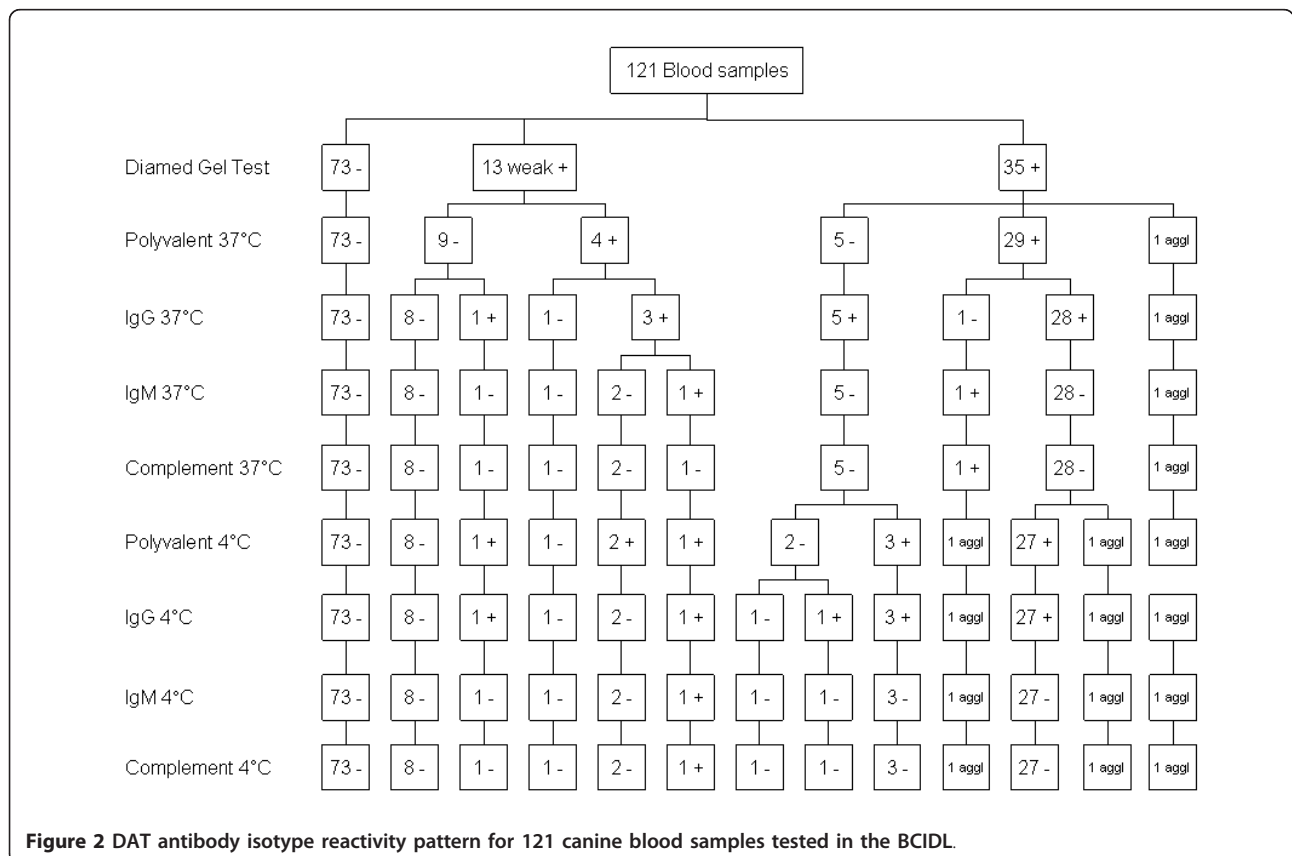 121 Blood samples
Diamed Gel Test 73 - 13 weak + 35 +
Polyvalent 37°C 73 - 9 - 4 + 5 - 29 + 1 aggl
IgG 37°C 73 - 8 - 1 + 1 - 3 + 5 + 1 - 28 + 1 aggl
IgM 37°C 73 - 8 - 1 - 1 - 2 - 1 + 5 - 1 + 28 - 1 aggl
Complement 37°C 73 - 8 - 1 - 1 - 2 - 1 - 5 - 1 + 28 - 1 aggl
Polyvalent 4°C 73 - 8 - 1 + 1 - 2 + 1 + 2 - 3 + 1 aggl 27 + 1 aggl 1 aggl
IgG 4°C 73 - 8 - 1 + 1 - 2 - 1 + 1 - 1 + 3 + 1 aggl 27 + 1 aggl 1 aggl
IgM 4°C 73 - 8 - 1 - 1 - 2 - 1 + 1 - 1 - 3 - 1 aggl 27 - 1 aggl 1 aggl
Complement 4°C 73 - 8 - 1 - 1 - 2 - 1 + 1 - 1 - 3 - 1 aggl 27 - 1 aggl 1 aggl
Figure 2 DAT antibody isotype reactivity pattern for 121 canine blood samples tested in the BCIDL.